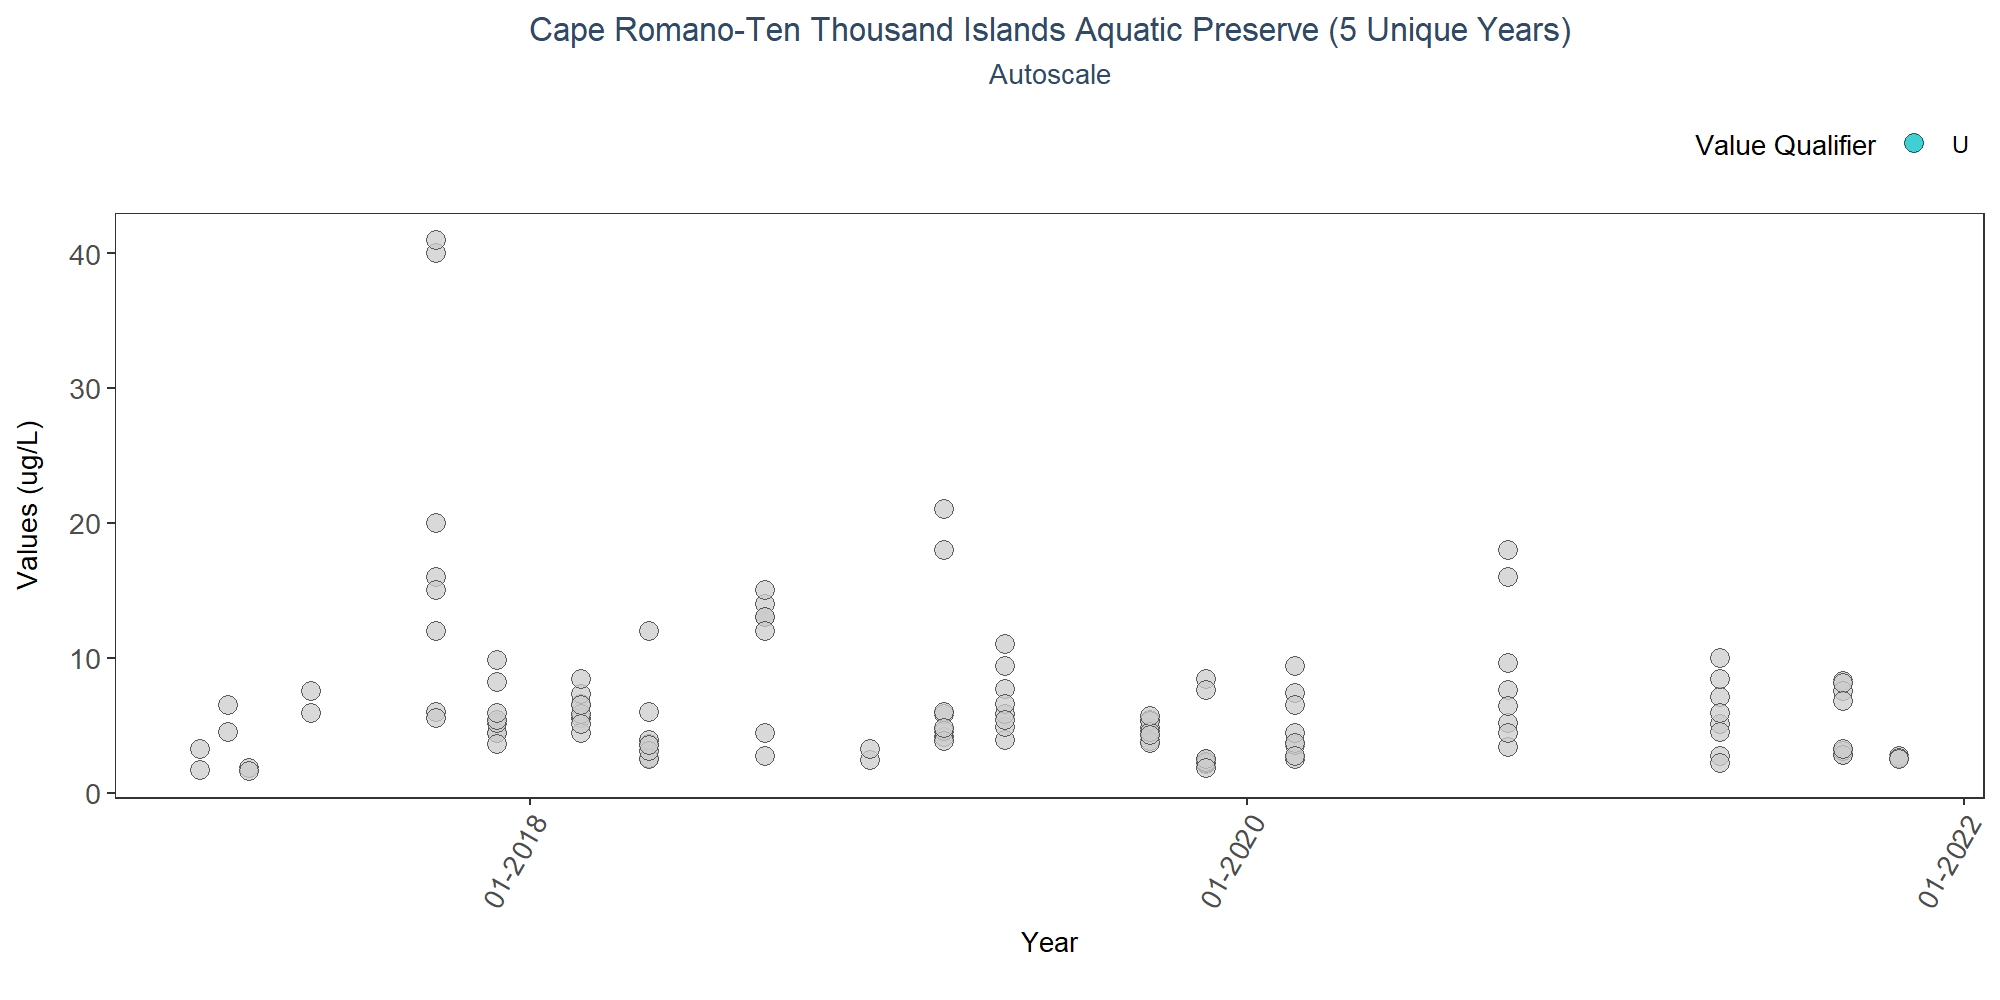 Cape Romano-Ten Thousand Islands Aquatic Preserve (5 Unique Years)
Autoscale
Value Qualifier U
40
30
20
10
0
Values (ug/L)
01-2018
01-2020
01-2022
Year